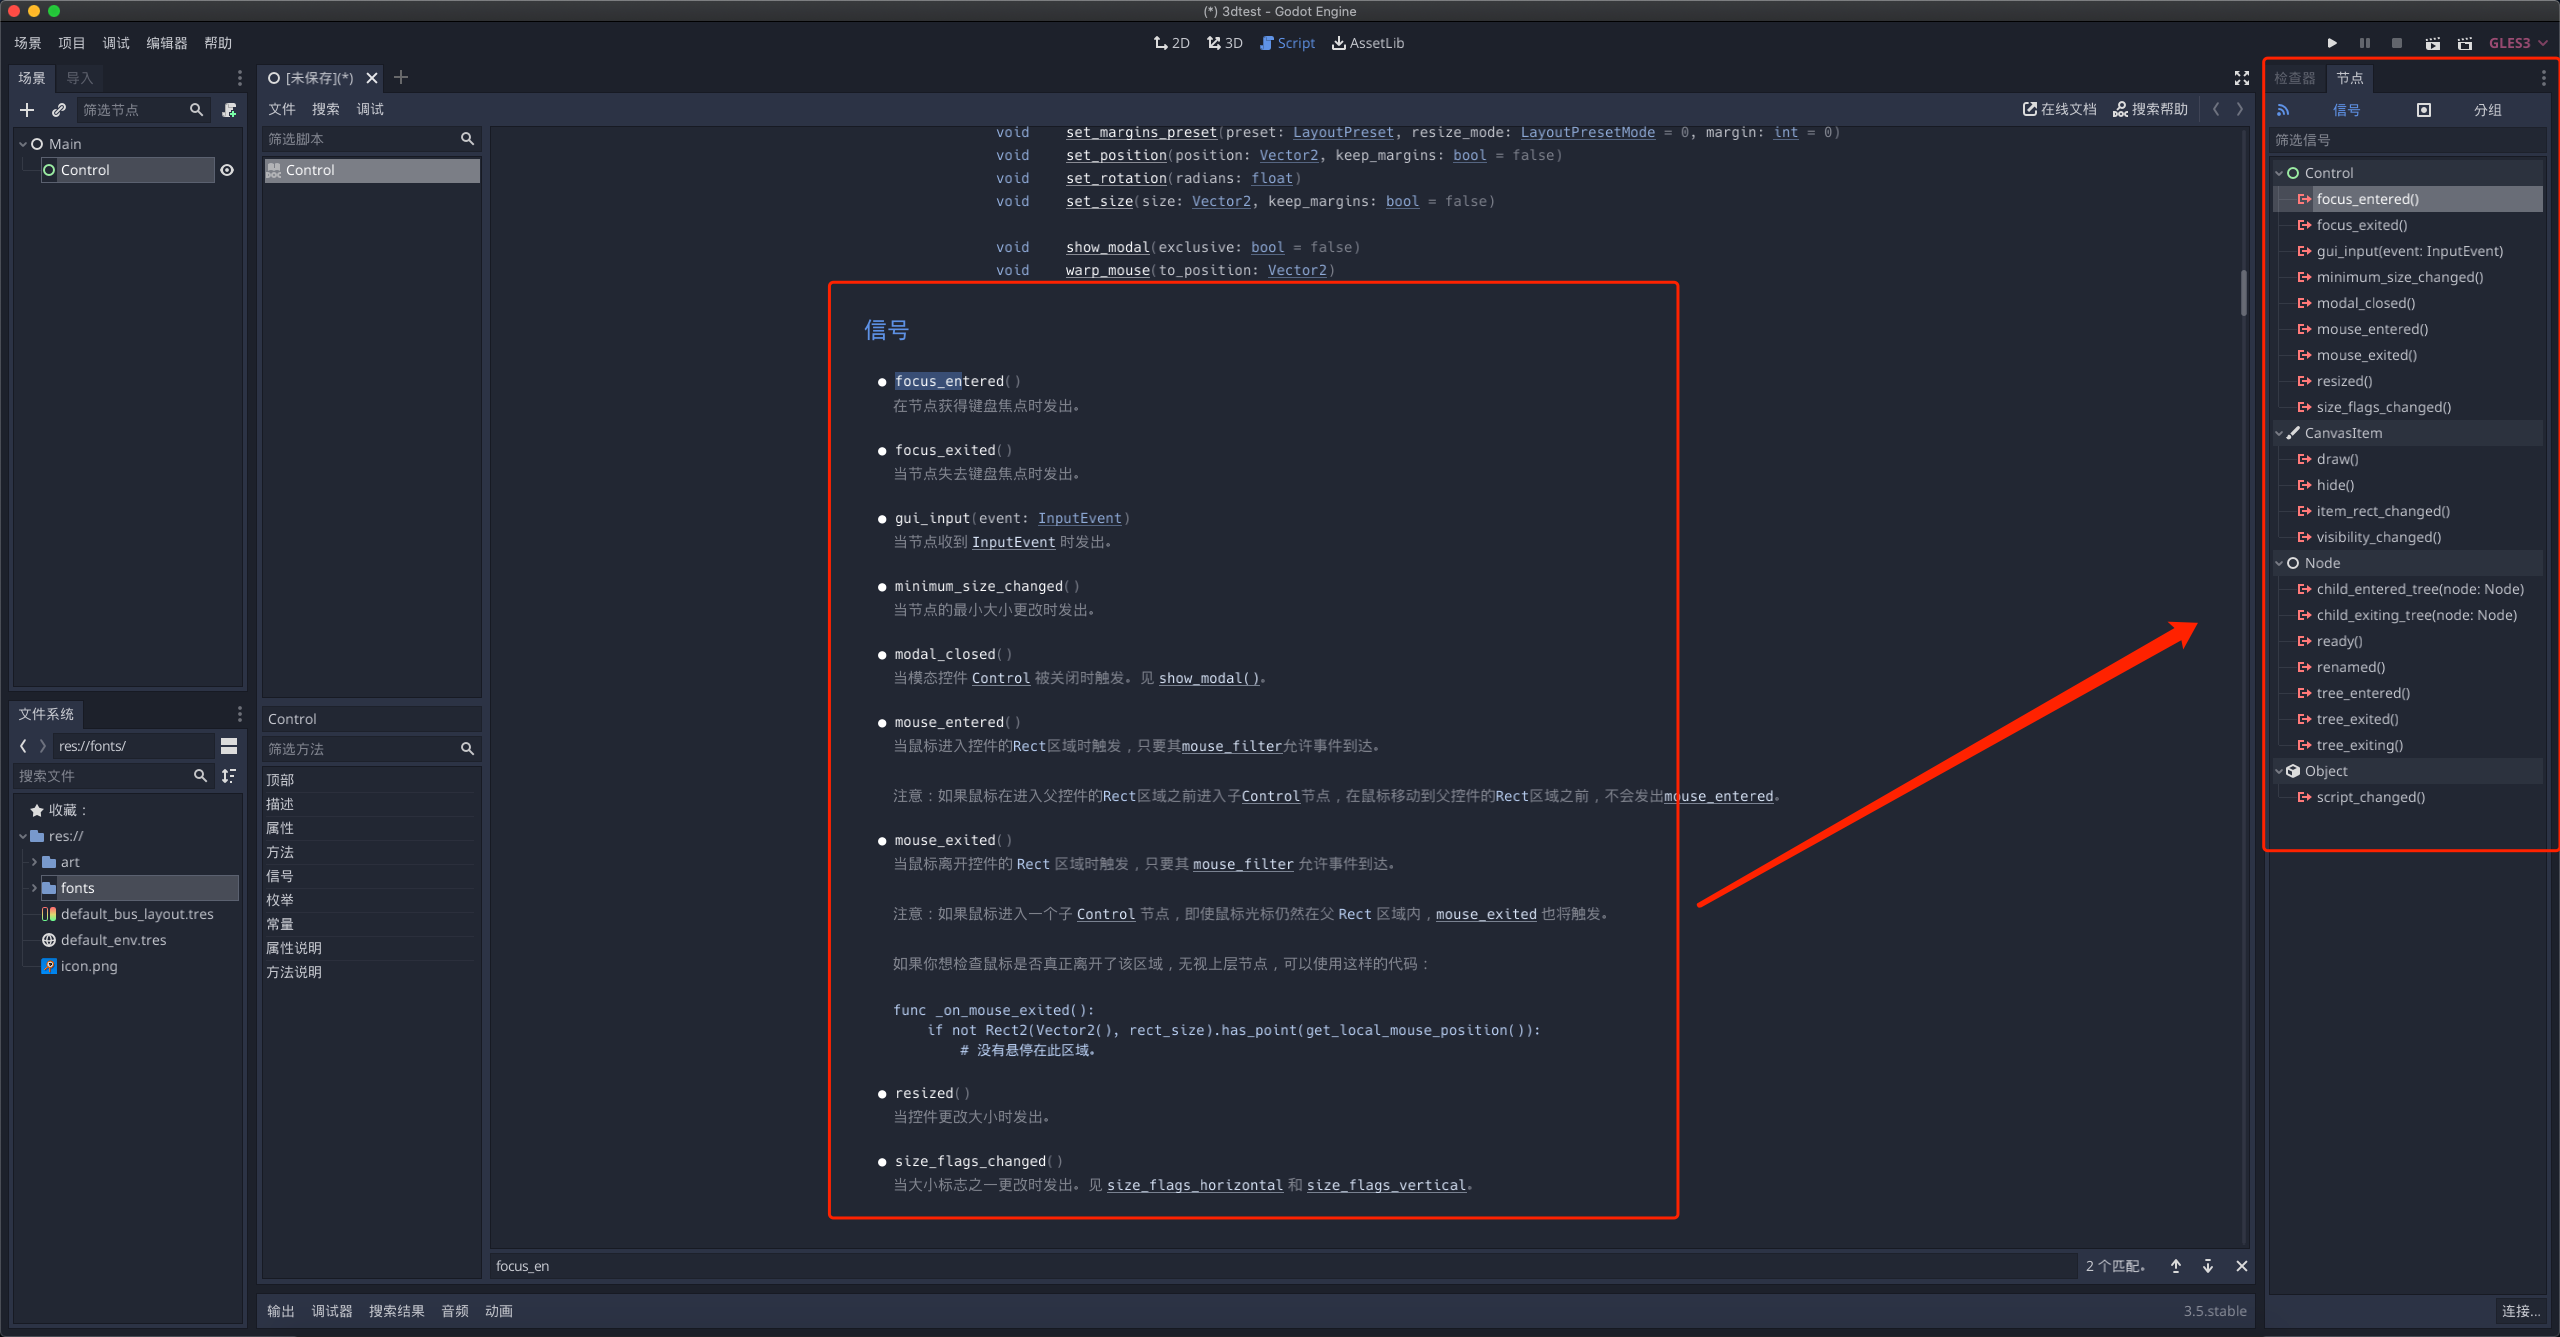 (*) 3dtest - Godot Engine
场景 项目 调试 编辑器 帮助
2D 3D Script AssetLib
GLES3
场景 导入
筛选节点
Main
Control
文件系统
res://fonts/
搜索文件
收藏：
res://
art
fonts
default_bus_layout.tres
default_env.tres
icon.png
[未保存](*)
文件 搜索 调试
在线文档 搜索帮助
筛选脚本
Control
Control
筛选方法
顶部
描述
属性
方法
信号
枚举
常量
属性说明
方法说明
void set_margins_preset(preset: LayoutPreset, resize_mode: LayoutPresetMode = 0, margin: int = 0)
void set_position(position: Vector2, keep_margins: bool = false)
void set_rotation(radians: float)
void set_size(size: Vector2, keep_margins: bool = false)
void show_modal(exclusive: bool = false)
void warp_mouse(to_position: Vector2)
信号
focus_entered()
在节点获得键盘焦点时发出。
focus_exited()
当节点失去键盘焦点时发出。
gui_input(event: InputEvent)
当节点收到 InputEvent 时发出。
minimum_size_changed()
当节点的最小大小更改时发出。
modal_closed()
当模态控件 Control 被关闭时触发。见 show_modal()。
mouse_entered()
当鼠标进入控件的Rect区域时触发，只要其mouse_filter允许事件到达。
注意：如果鼠标在进入父控件的Rect区域之前进入子Control节点，在鼠标移动到父控件的Rect区域之前，不会发出mouse_entered。
mouse_exited()
当鼠标离开控件的 Rect 区域时触发，只要其 mouse_filter 允许事件到达。
注意：如果鼠标进入一个子 Control 节点，即使鼠标光标仍然在父 Rect 区域内，mouse_exited 也将触发。
如果你想检查鼠标是否真正离开了该区域，无视上层节点，可以使用这样的代码：
func _on_mouse_exited():
if not Rect2(Vector2(), rect_size).has_point(get_local_mouse_position()):
# 没有悬停在此区域。
resized()
当控件更改大小时发出。
size_flags_changed()
当大小标志之一更改时发出。见 size_flags_horizontal 和 size_flags_vertical。
focus_en
2 个匹配。
输出 调试器 搜索结果 音频 动画
3.5.stable
检查器 节点
信号 分组
筛选信号
Control
focus_entered()
focus_exited()
gui_input(event: InputEvent)
minimum_size_changed()
modal_closed()
mouse_entered()
mouse_exited()
resized()
size_flags_changed()
CanvasItem
draw()
hide()
item_rect_changed()
visibility_changed()
Node
child_entered_tree(node: Node)
child_exiting_tree(node: Node)
ready()
renamed()
tree_entered()
tree_exited()
tree_exiting()
Object
script_changed()
连接...